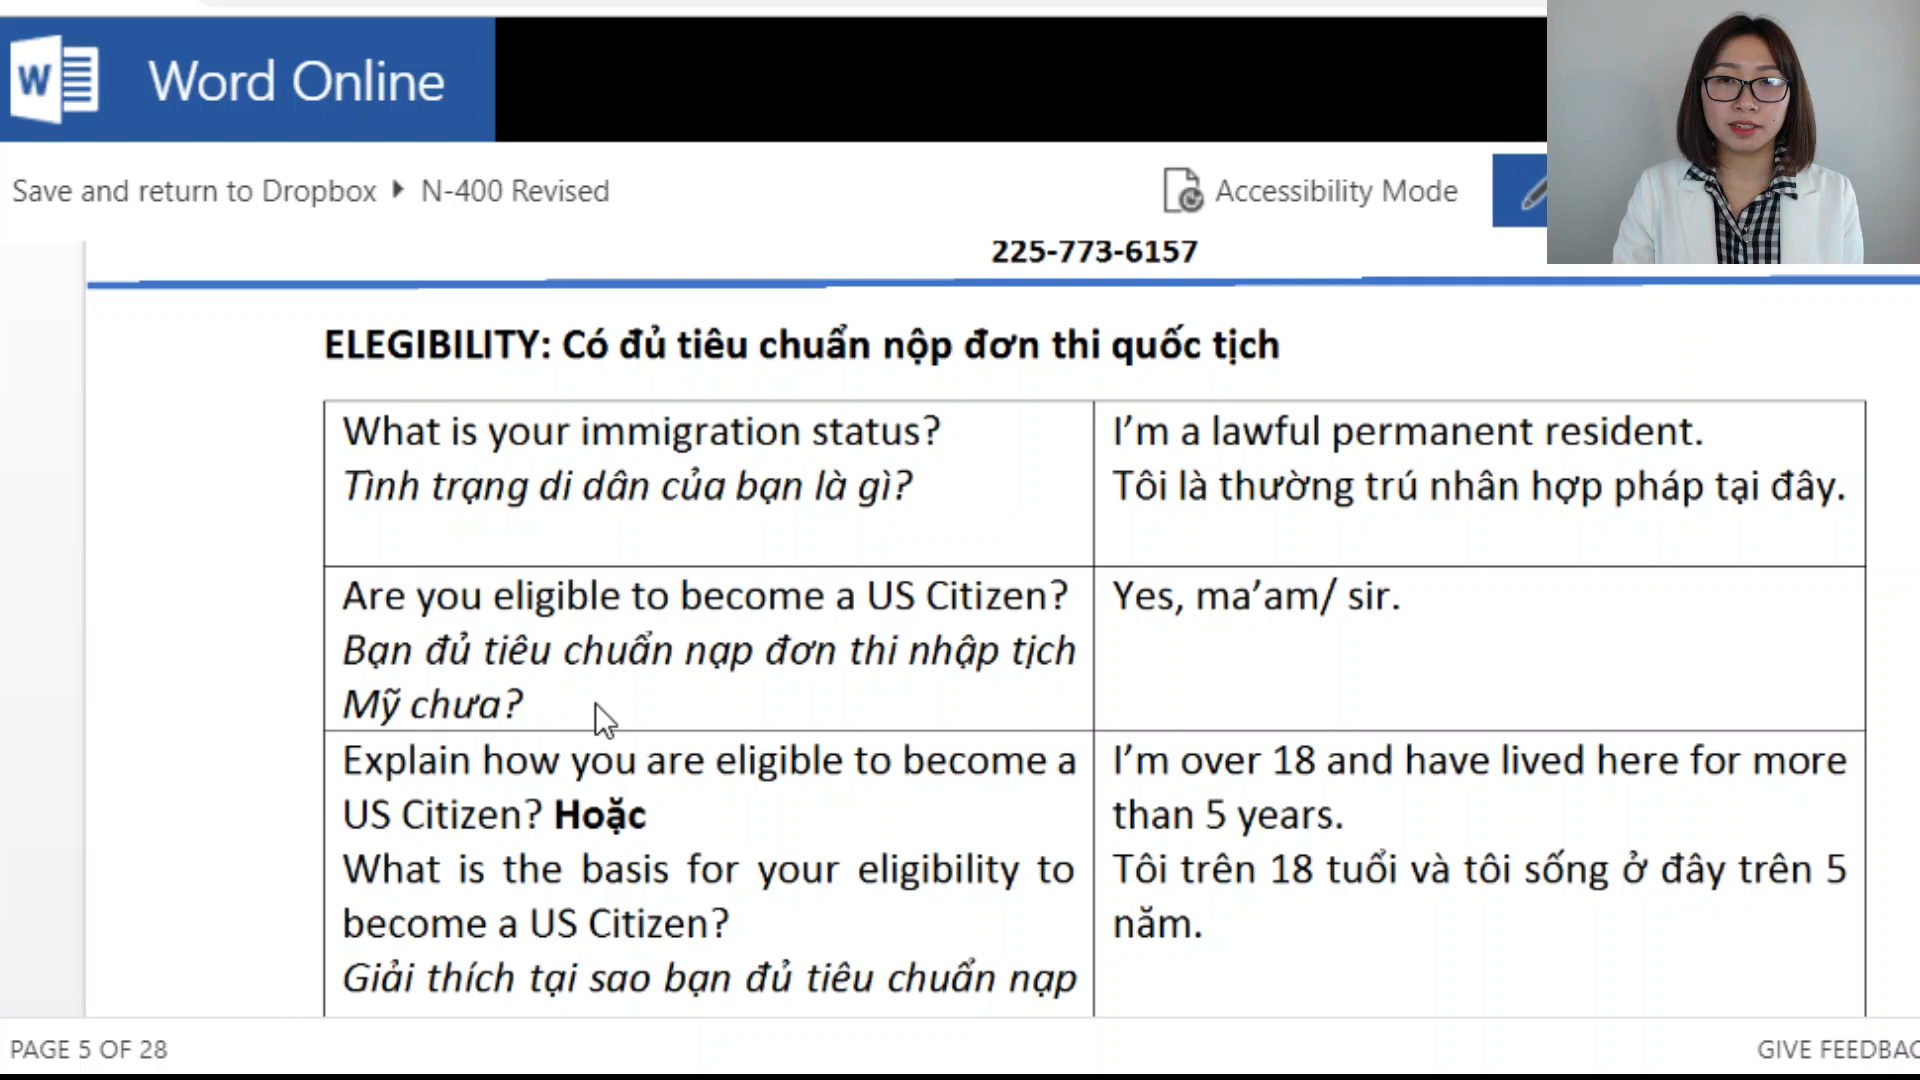 W Word Online
Save and return to Dropbox ▸ N-400 Revised
Accessibility Mode
225-773-6157
ELEGIBILITY: Có đủ tiêu chuẩn nộp đơn thi quốc tịch
What is your immigration status?
Tình trạng di dân của bạn là gì?
I'm a lawful permanent resident.
Tôi là thường trú nhân hợp pháp tại đây.
Are you eligible to become a US Citizen?
Bạn đủ tiêu chuẩn nạp đơn thi nhập tịch
Mỹ chưa?
Yes, ma'am/ sir.
Explain how you are eligible to become a
US Citizen? Hoặc
What is the basis for your eligibility to
become a US Citizen?
Giải thích tại sao bạn đủ tiêu chuẩn nạp
I'm over 18 and have lived here for more
than 5 years.
Tôi trên 18 tuổi và tôi sống ở đây trên 5
năm.
PAGE 5 OF 28
GIVE FEEDBAC